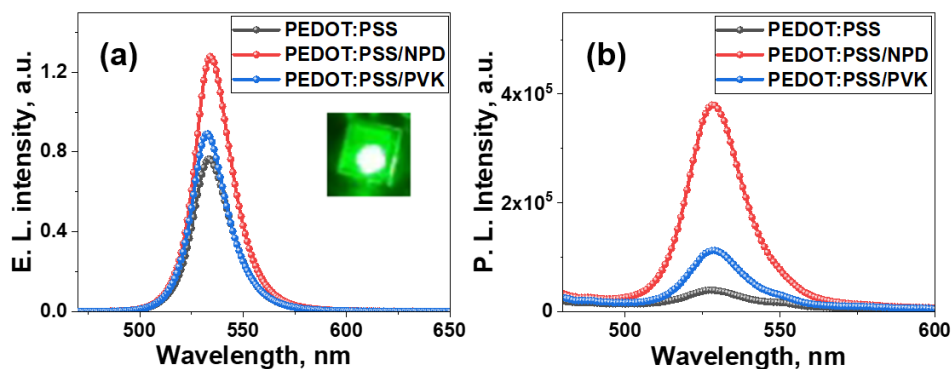 (a)
PEDOT:PSS
PEDOT:PSS/NPD
PEDOT:PSS/PVK
E. L. intensity, a.u.
1.2
0.8
0.4
0.0
500
550
600
650
Wavelength, nm
(b)
PEDOT:PSS
PEDOT:PSS/NPD
PEDOT:PSS/PVK
P. L. Intensity, a.u.
4x10⁵
2x10⁵
0
500
550
600
Wavelength, nm